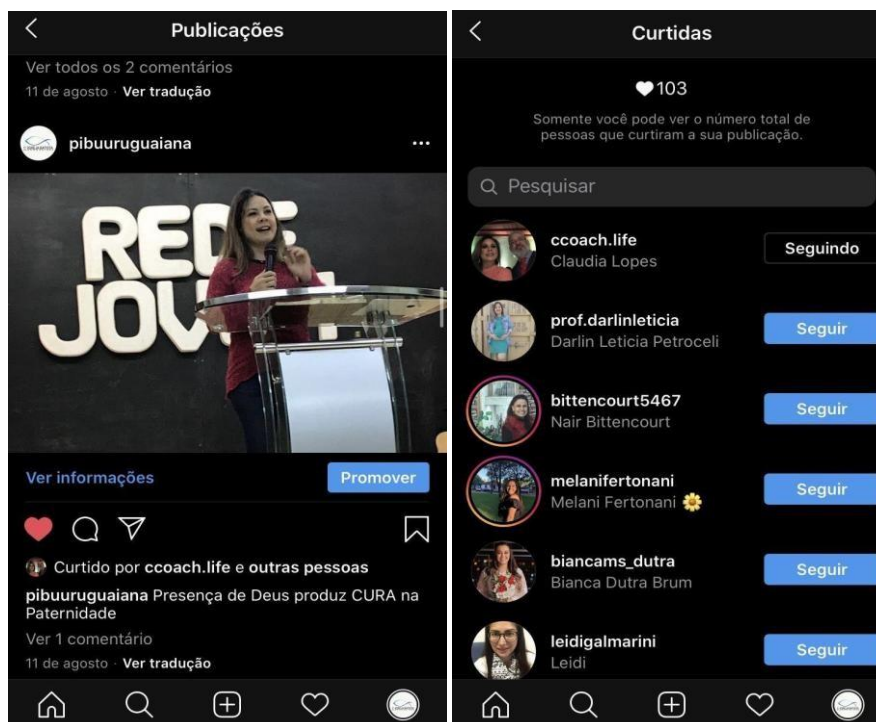 Publicações
Ver todos os 2 comentários
11 de agosto · Ver tradução
pibuuruguaiana
REDE
JOV
Ver informações
Promover
Curtido por ccoach.life e outras pessoas
pibuuruguaiana Presença de Deus produz CURA na
Paternidade
Ver 1 comentário
11 de agosto · Ver tradução
Curtidas
103
Somente você pode ver o número total de
pessoas que curtiram a sua publicação.
Pesquisar
ccoach.life
Claudia Lopes
Seguindo
prof.darlinleticia
Darlin Leticia Petroceli
Seguir
bittencourt5467
Nair Bittencourt
Seguir
melanifertonani
Melani Fertonani 🌼
Seguir
biancams_dutra
Bianca Dutra Brum
Seguir
leidigalmarini
Leidi
Seguir